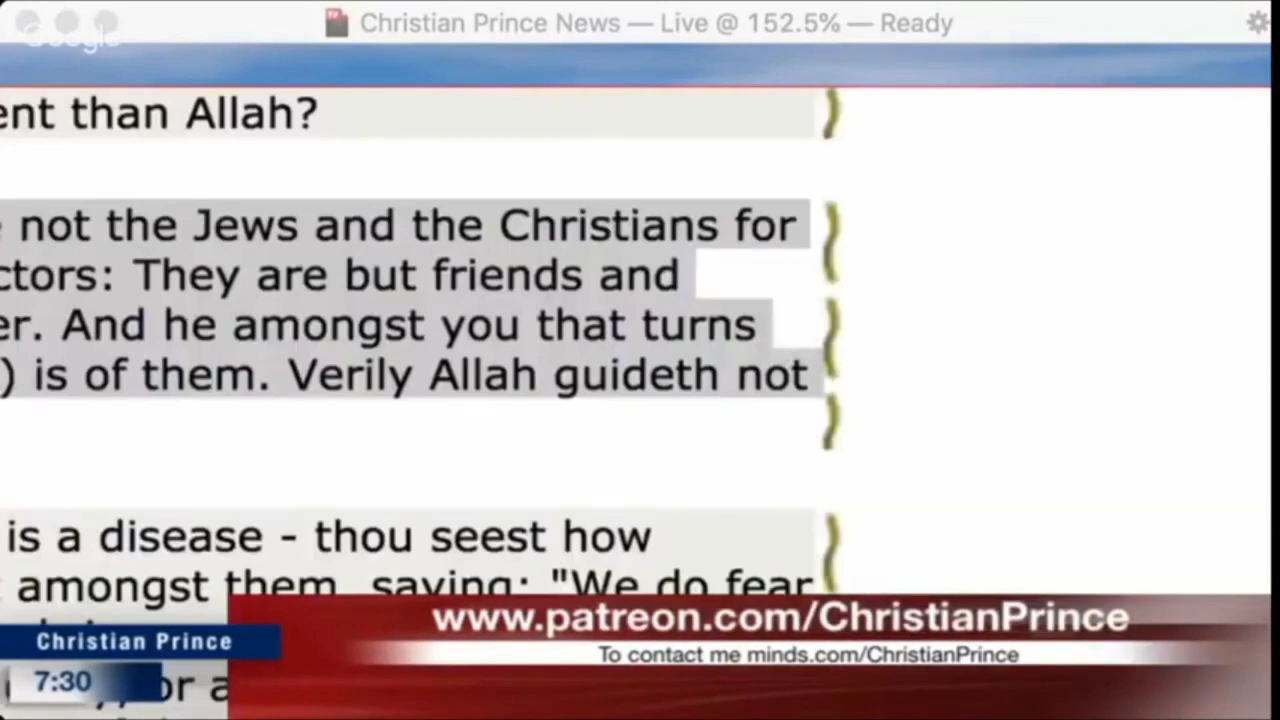 Christian Prince News — Live @ 152.5% — Ready
Google
than Allah?
not the Jews and the Christians for
They are but friends and
And he amongst you that turns
) is of them. Verily Allah guideth not
is a disease - thou seest how
amongst them, saying: "We do fear
www.patreon.com/ChristianPrince
Christian Prince
To contact me minds.com/ChristianPrince
7:30